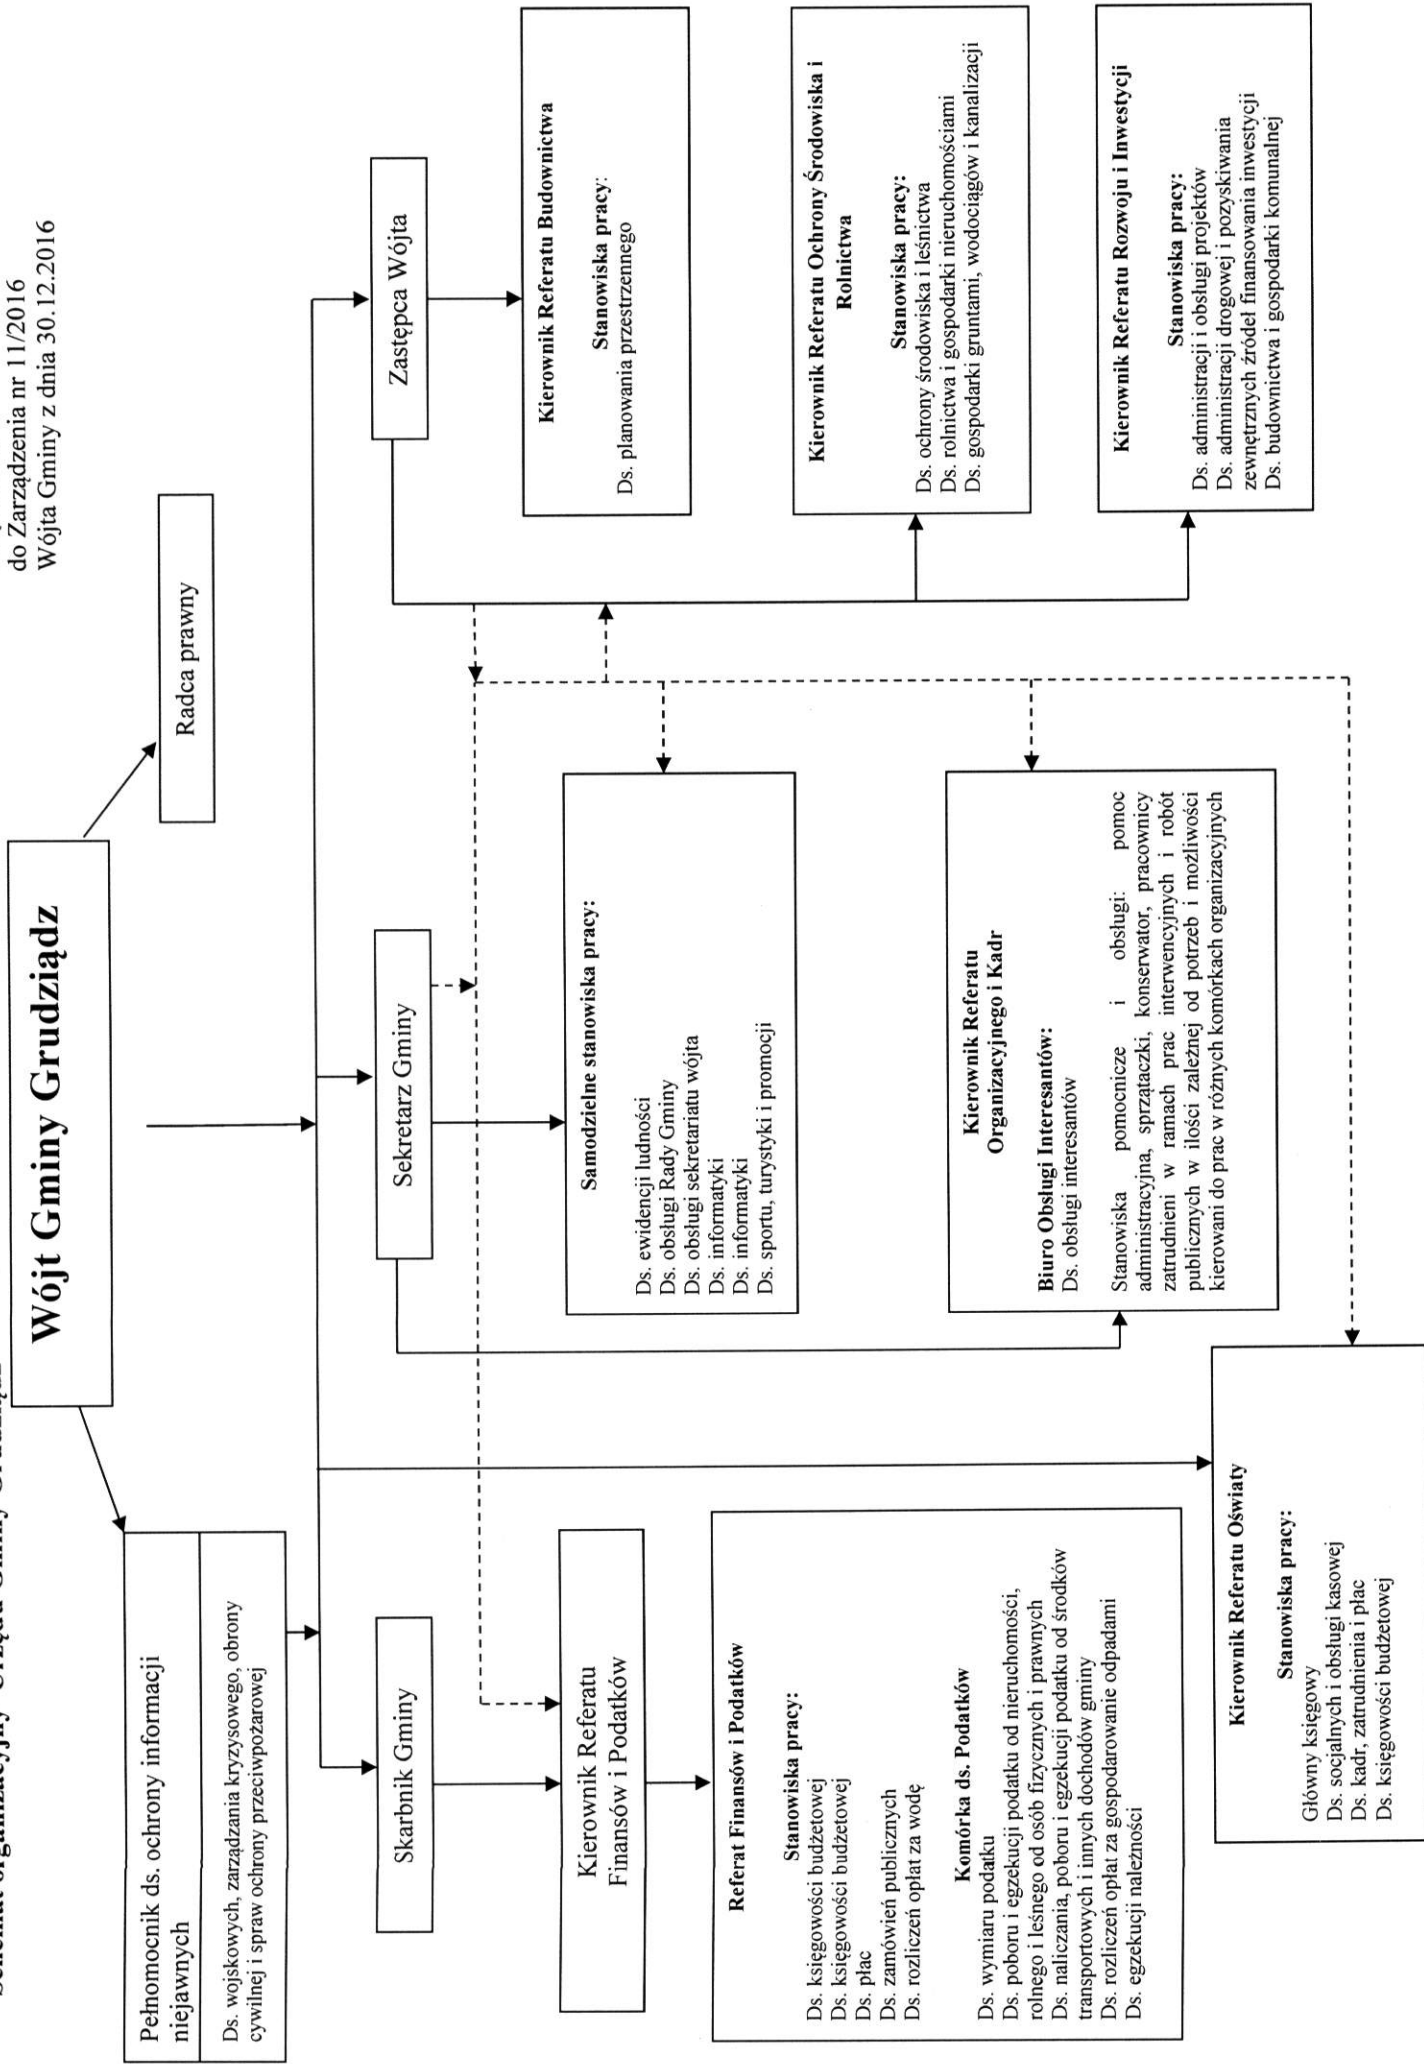 do Zarządzenia nr 11/2016
Wójta Gminy z dnia 30.12.2016
Wójt Gminy Grudziądz
Radca prawny
Pełnomocnik ds. ochrony informacji
niejawnych
Ds. wojskowych, zarządzania kryzysowego, obrony
cywilnej i spraw ochrony przeciwpożarowej
Skarbnik Gminy
Sekretarz Gminy
Zastępca Wójta
Kierownik Referatu
Finansów i Podatków
Referat Finansów i Podatków
Stanowiska pracy:
Ds. księgowości budżetowej
Ds. księgowości budżetowej
Ds. płac
Ds. zamówień publicznych
Ds. rozliczeń opłat za wodę
Komórka ds. Podatków
Ds. wymiaru podatku
Ds. poboru i egzekucji podatku od nieruchomości,
rolnego i leśnego od osób fizycznych i prawnych
Ds. naliczania, poboru i egzekucji podatku od środków
transportowych i innych dochodów gminy
Ds. rozliczeń opłat za gospodarowanie odpadami
Ds. egzekucji należności
Kierownik Referatu Oświaty
Stanowiska pracy:
Główny księgowy
Ds. socjalnych i obsługi kasowej
Ds. kadr, zatrudnienia i płac
Ds. księgowości budżetowej
Samodzielne stanowiska pracy:
Ds. ewidencji ludności
Ds. obsługi Rady Gminy
Ds. obsługi sekretariatu wójta
Ds. informatyki
Ds. informatyki
Ds. sportu, turystyki i promocji
Kierownik Referatu
Organizacyjnego i Kadr
Biuro Obsługi Interesantów:
Ds. obsługi interesantów
Stanowiska pomocnicze i obsługi: pomoc
administracyjna, sprzątaczki, konserwator, pracownicy
zatrudnieni w ramach prac interwencyjnych i robót
publicznych w ilości zależnej od potrzeb i możliwości
kierowani do prac w różnych komórkach organizacyjnych
Kierownik Referatu Budownictwa
Stanowiska pracy:
Ds. planowania przestrzennego
Kierownik Referatu Ochrony Środowiska i
Rolnictwa
Stanowiska pracy:
Ds. ochrony środowiska i leśnictwa
Ds. rolnictwa i gospodarki nieruchomościami
Ds. gospodarki gruntami, wodociągów i kanalizacji
Kierownik Referatu Rozwoju i Inwestycji
Stanowiska pracy:
Ds. administracji i obsługi projektów
Ds. administracji drogowej i pozyskiwania
zewnętrznych źródeł finansowania inwestycji
Ds. budownictwa i gospodarki komunalnej